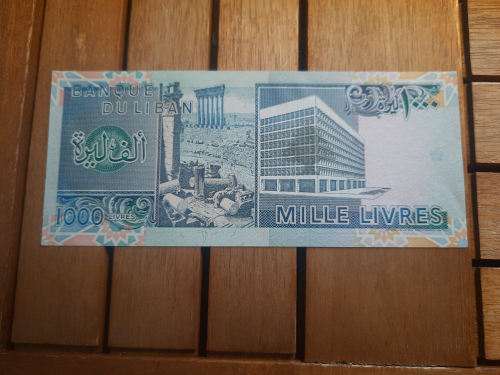 BANQUE
DU LIBAN
ألف ليرة
1000 LIVRES
MILLE LIVRES